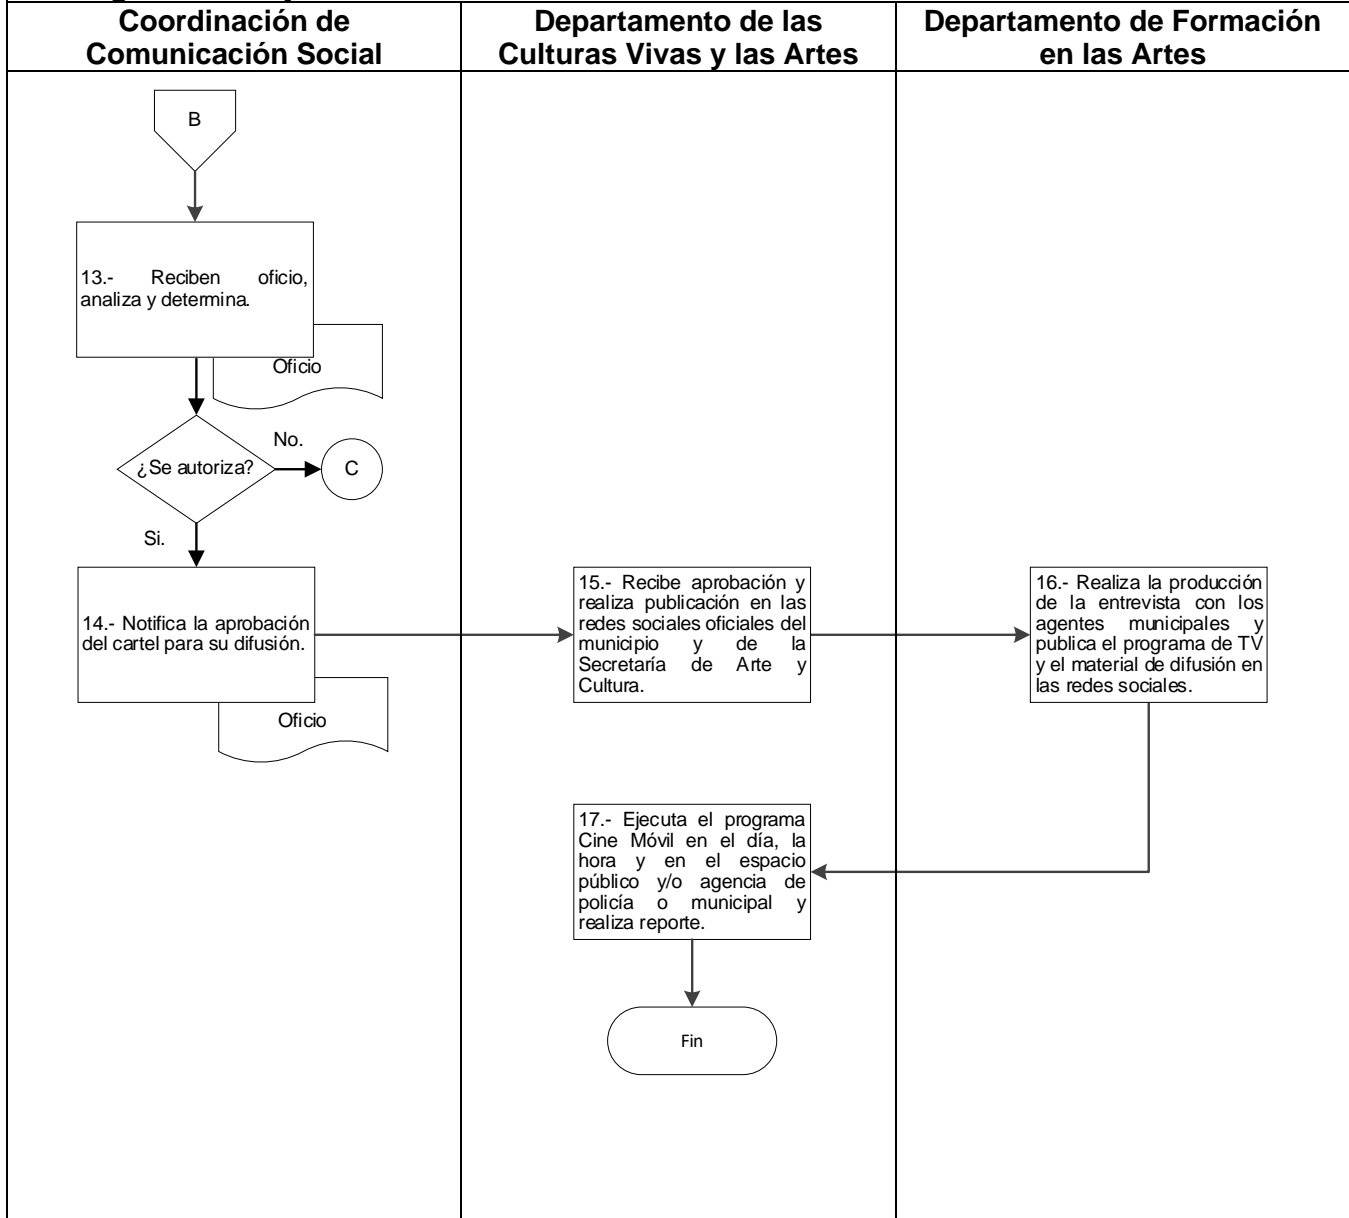 Coordinación de
Comunicación Social
Departamento de las
Culturas Vivas y las Artes
Departamento de Formación
en las Artes
B
13.- Reciben oficio,
analiza y determina.
Oficio
¿Se autoriza?
No.
C
Si.
14.- Notifica la aprobación
del cartel para su difusión.
Oficio
15.- Recibe aprobación y
realiza publicación en las
redes sociales oficiales del
municipio y de la
Secretaría de Arte y
Cultura.
16.- Realiza la producción
de la entrevista con los
agentes municipales y
publica el programa de TV
y el material de difusión en
las redes sociales.
17.- Ejecuta el programa
Cine Móvil en el día, la
hora y en el espacio
público y/o agencia de
policía o municipal y
realiza reporte.
Fin